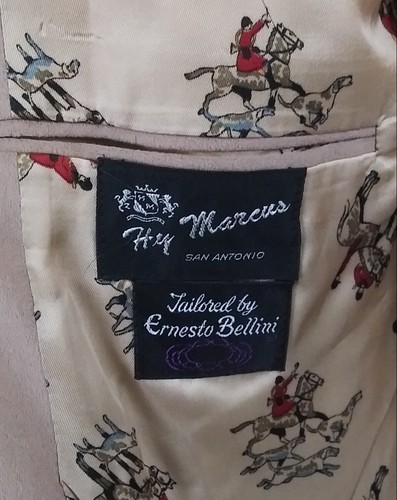 Hy Marcus
SAN ANTONIO
Tailored by
Ernesto Bellini